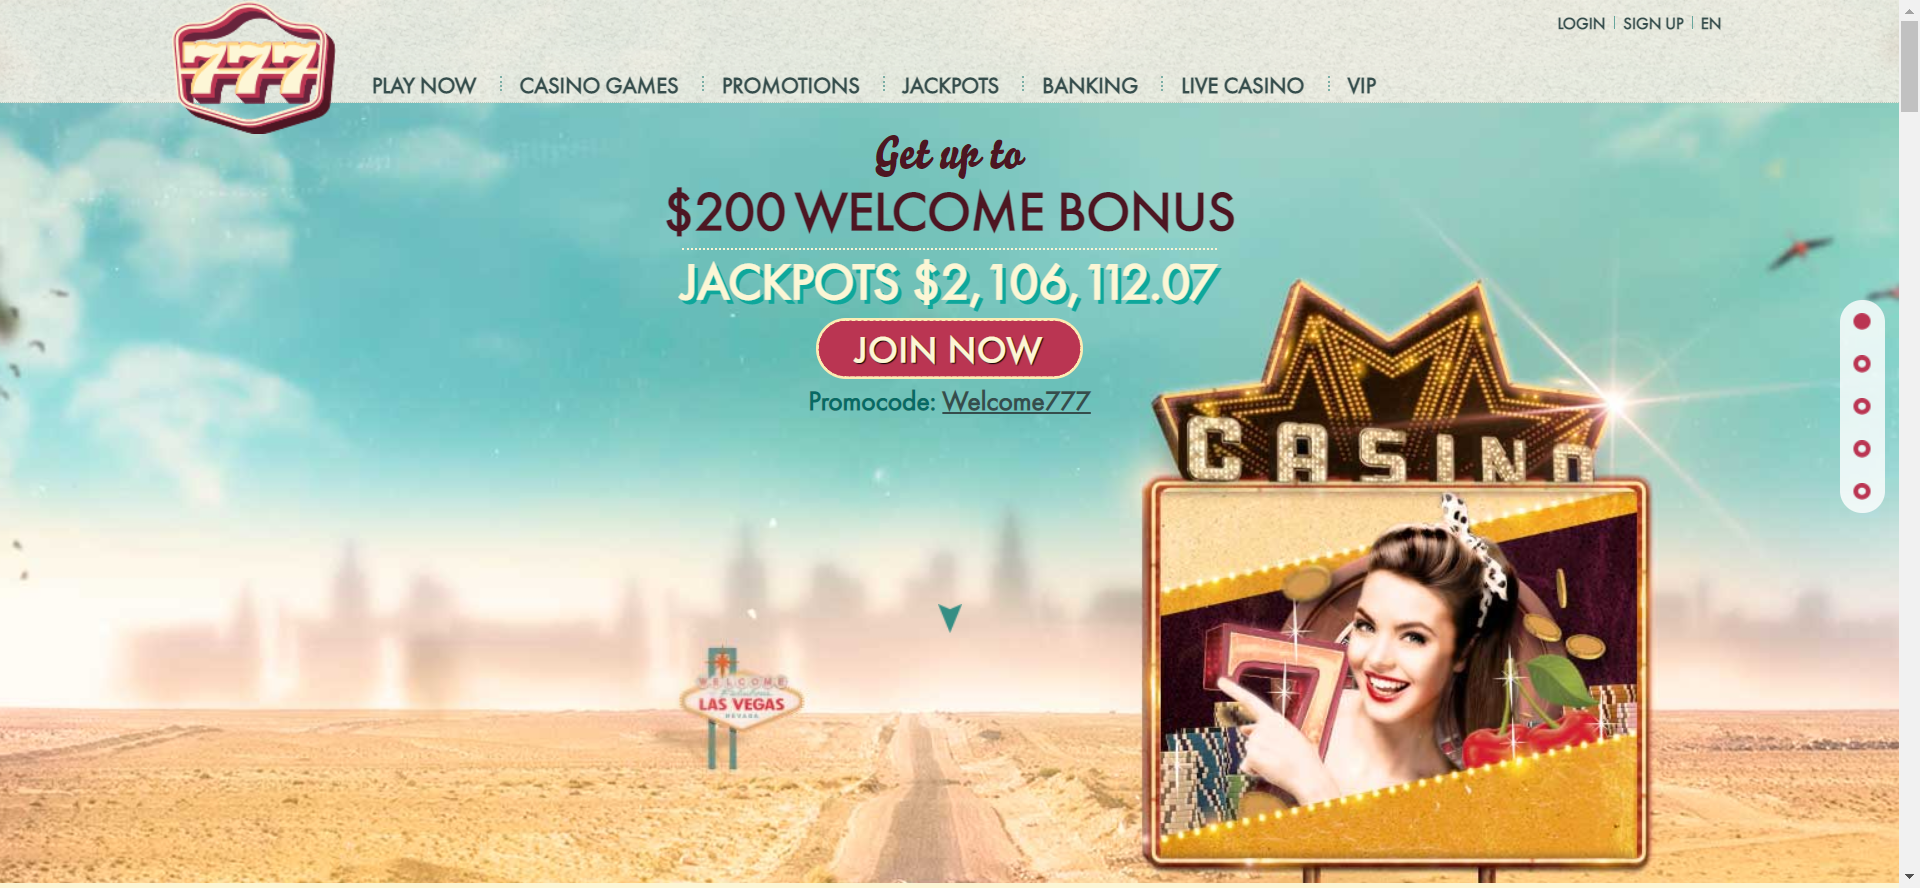 LOGIN SIGN UP EN
777
PLAY NOW CASINO GAMES PROMOTIONS JACKPOTS BANKING LIVE CASINO VIP
Get up to
$200 WELCOME BONUS
JACKPOTS $2,106,112.07
JOIN NOW
Promocode: Welcome777
CASINO
WELCOME
Fabulous
LAS VEGAS
NEVADA
7